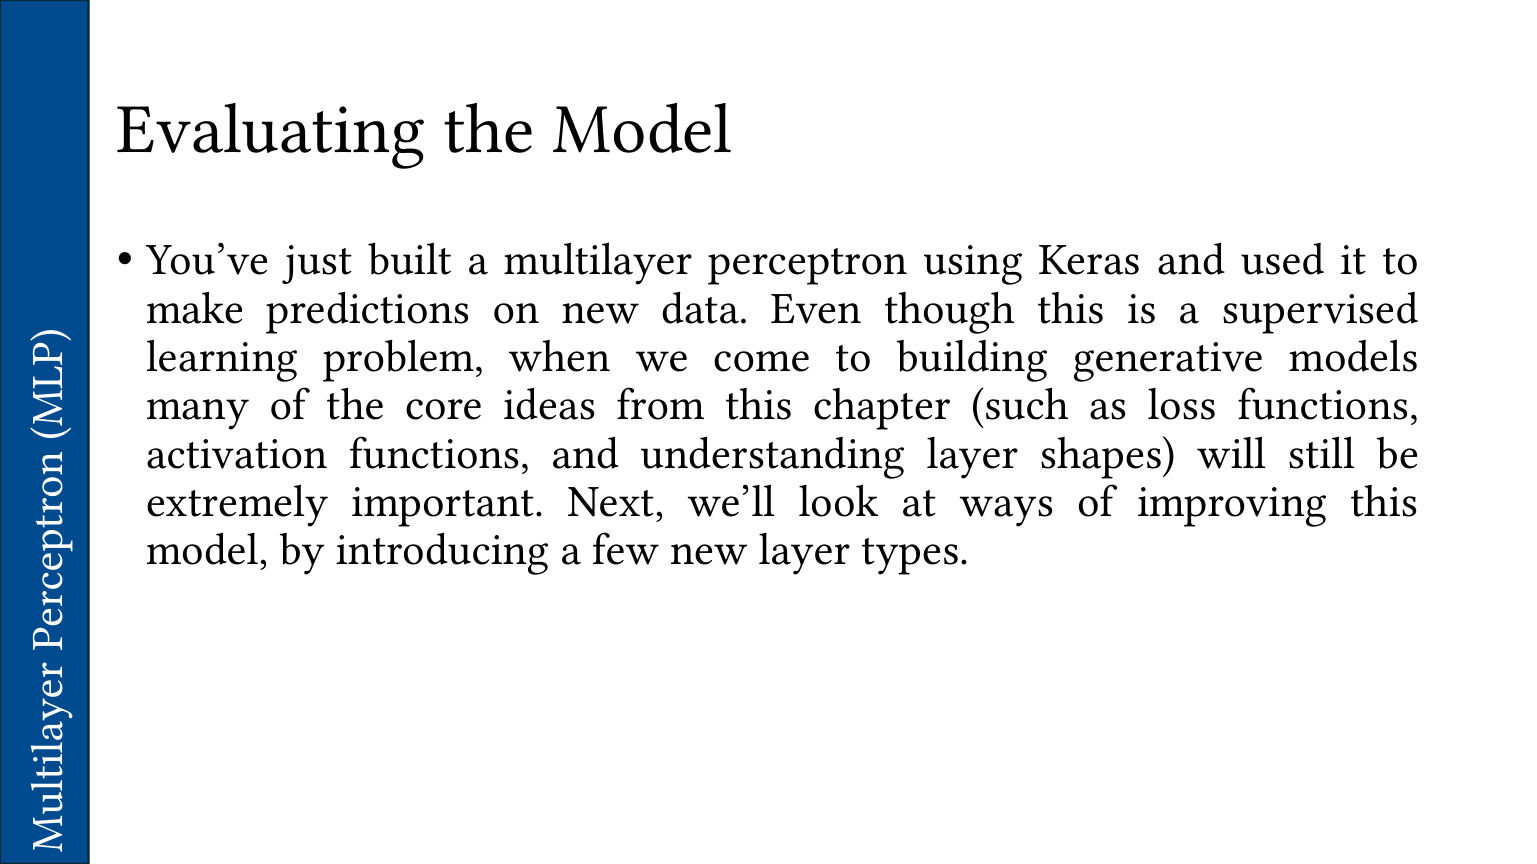 Evaluating the Model
• You’ve just built a multilayer perceptron using Keras and used it to
make predictions on new data. Even though this is a supervised
learning problem, when we come to building generative models
many of the core ideas from this chapter (such as loss functions,
activation functions, and understanding layer shapes) will still be
extremely important. Next, we’ll look at ways of improving this
model, by introducing a few new layer types.
Multilayer Perceptron (MLP)